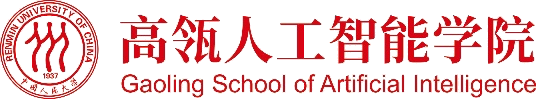 RENMIN UNIVERSITY OF CHINA
1937
中国人民大学
高瓴人工智能学院
Gaoling School of Artificial Intelligence